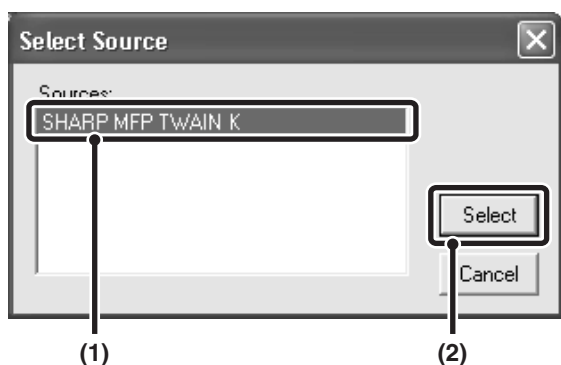 Select Source
Sources:
SHARP MFP TWAIN K
Select
Cancel
(1)
(2)